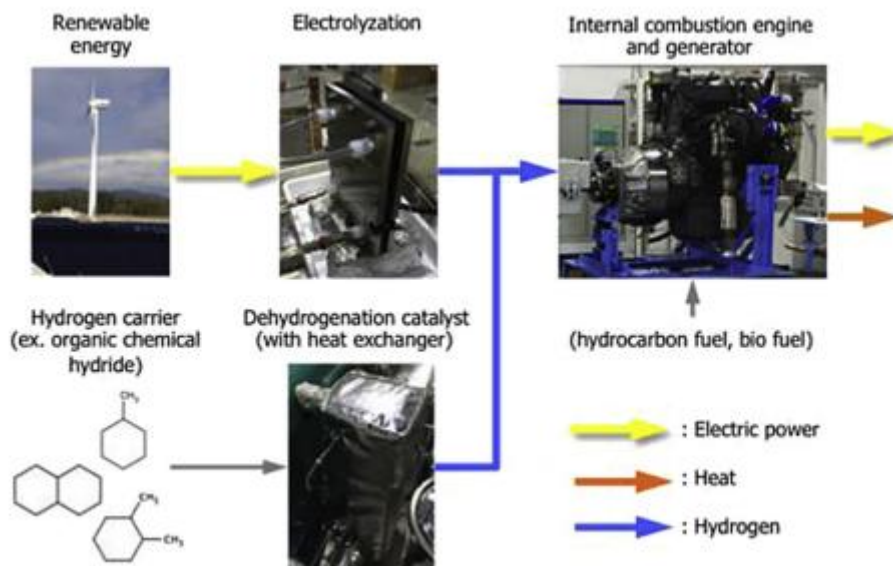 Renewable
energy
Electrolyzation
Internal combustion engine
and generator
Hydrogen carrier
(ex. organic chemical
hydride)
Dehydrogenation catalyst
(with heat exchanger)
(hydrocarbon fuel, bio fuel)
CH₃
CH₃
CH₃
: Electric power
: Heat
: Hydrogen